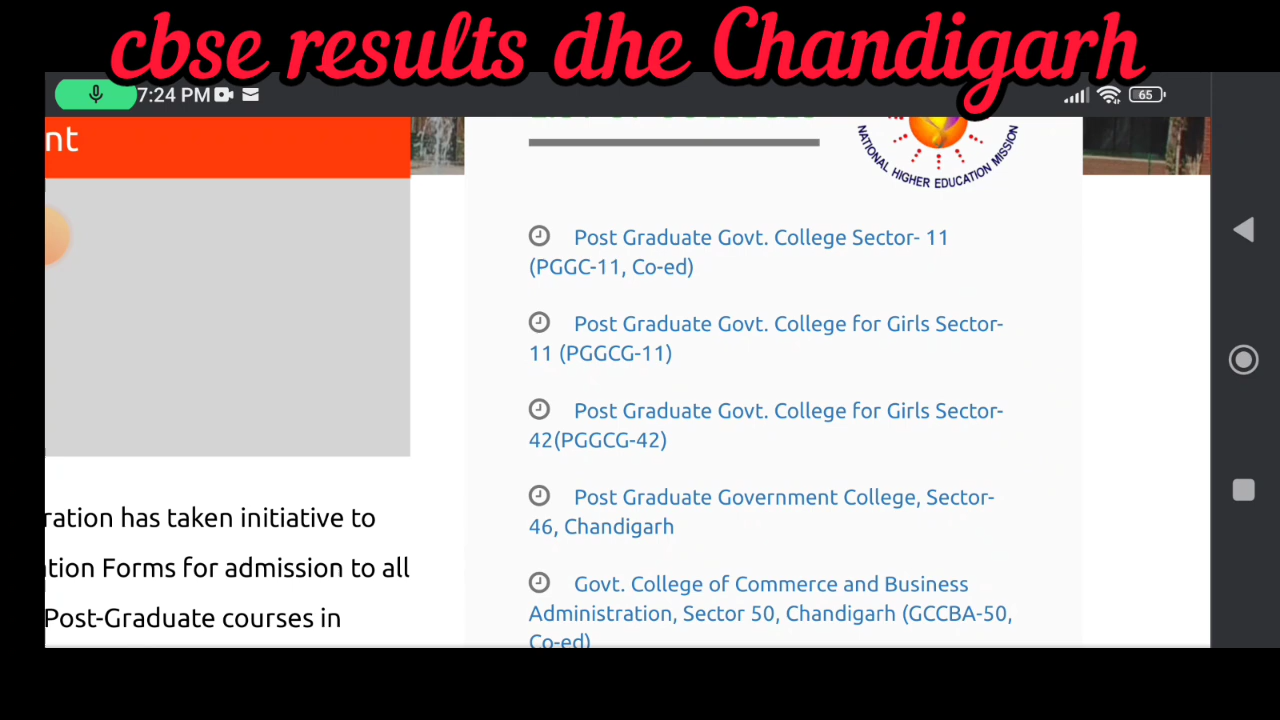 cbse results dhe Chandigarh
7:24 PM
65
nt
NATIONAL HIGHER EDUCATION MISSION
Post Graduate Govt. College Sector- 11
(PGGC-11, Co-ed)
Post Graduate Govt. College for Girls Sector-
11 (PGGCG-11)
Post Graduate Govt. College for Girls Sector-
42(PGGCG-42)
Post Graduate Government College, Sector-
46, Chandigarh
Govt. College of Commerce and Business
Administration, Sector 50, Chandigarh (GCCBA-50,
Co-ed)
ration has taken initiative to
tion Forms for admission to all
Post-Graduate courses in